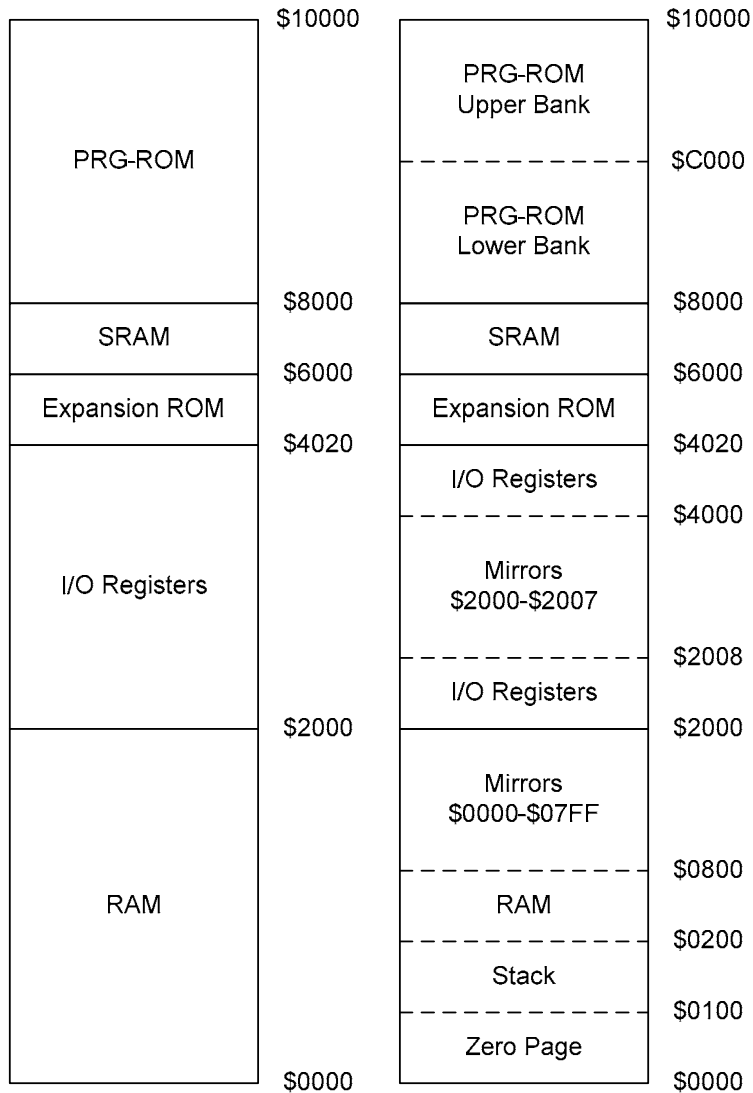 $10000
PRG-ROM
$8000
SRAM
$6000
Expansion ROM
$4020
I/O Registers
$2000
RAM
$0000
$10000
PRG-ROM
Upper Bank
$C000
PRG-ROM
Lower Bank
$8000
SRAM
$6000
Expansion ROM
$4020
I/O Registers
$4000
Mirrors
$2000-$2007
$2008
I/O Registers
$2000
Mirrors
$0000-$07FF
$0800
RAM
$0200
Stack
$0100
Zero Page
$0000